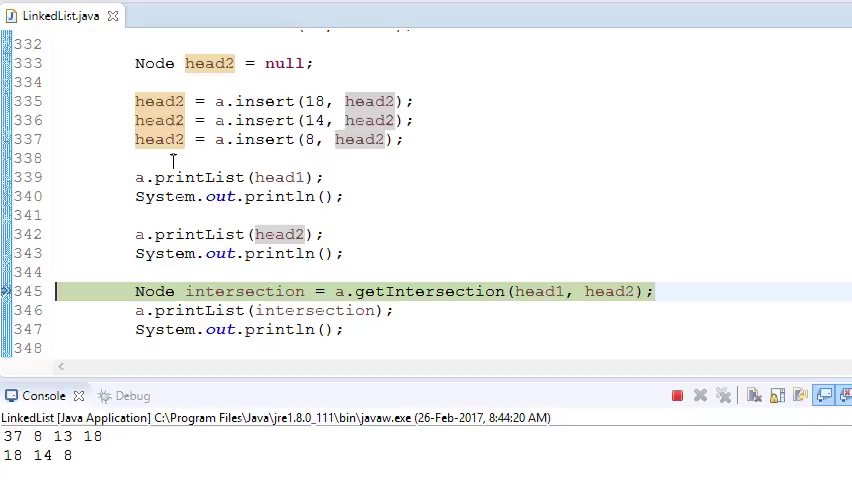 LinkedList.java
332
333 Node head2 = null;
334
335 head2 = a.insert(18, head2);
336 head2 = a.insert(14, head2);
337 head2 = a.insert(8, head2);
338
339 a.printList(head1);
340 System.out.println();
341
342 a.printList(head2);
343 System.out.println();
344
345 Node intersection = a.getIntersection(head1, head2);
346 a.printList(intersection);
347 System.out.println();
348
Console Debug
LinkedList [Java Application] C:\Program Files\Java\jre1.8.0_111\bin\javaw.exe (26-Feb-2017, 8:44:20 AM)
37 8 13 18
18 14 8